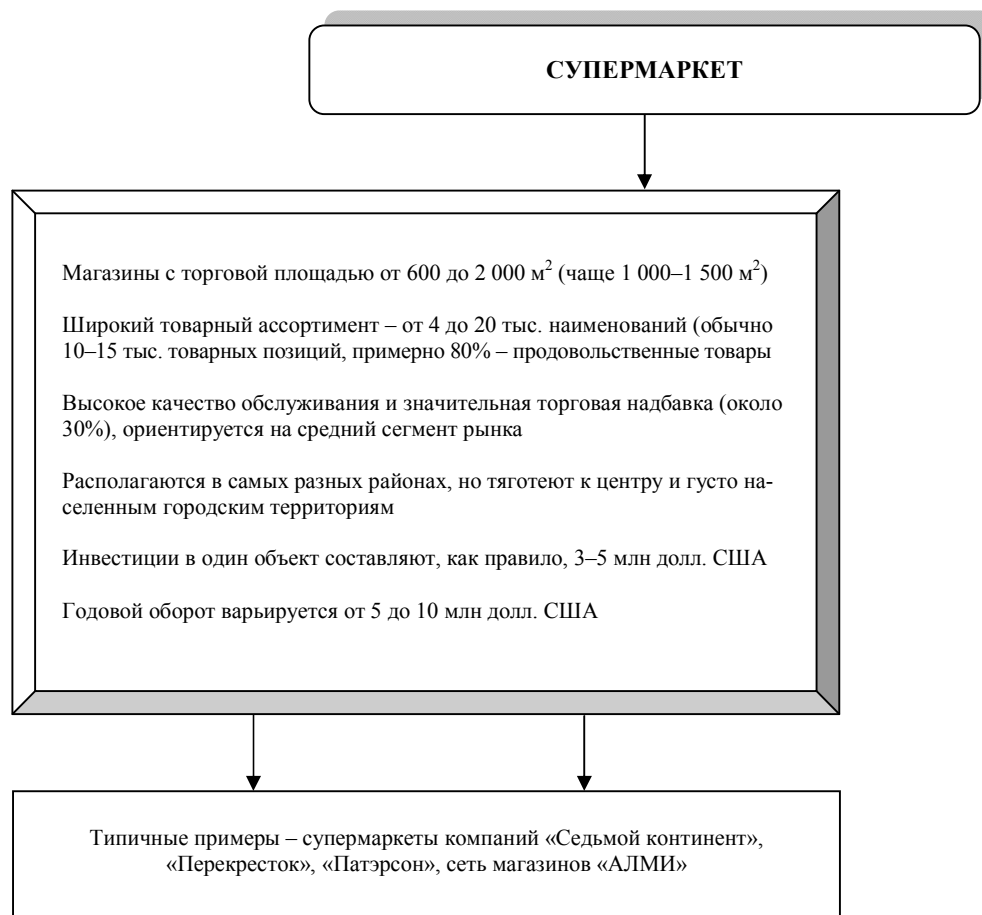 СУПЕРМАРКЕТ
Магазины с торговой площадью от 600 до 2 000 м² (чаще 1 000–1 500 м²)
Широкий товарный ассортимент – от 4 до 20 тыс. наименований (обычно
10–15 тыс. товарных позиций, примерно 80% – продовольственные товары
Высокое качество обслуживания и значительная торговая надбавка (около
30%), ориентируется на средний сегмент рынка
Располагаются в самых разных районах, но тяготеют к центру и густо на-
селенным городским территориям
Инвестиции в один объект составляют, как правило, 3–5 млн долл. США
Годовой оборот варьируется от 5 до 10 млн долл. США
Типичные примеры – супермаркеты компаний «Седьмой континент»,
«Перекресток», «Патэрсон», сеть магазинов «АЛМИ»